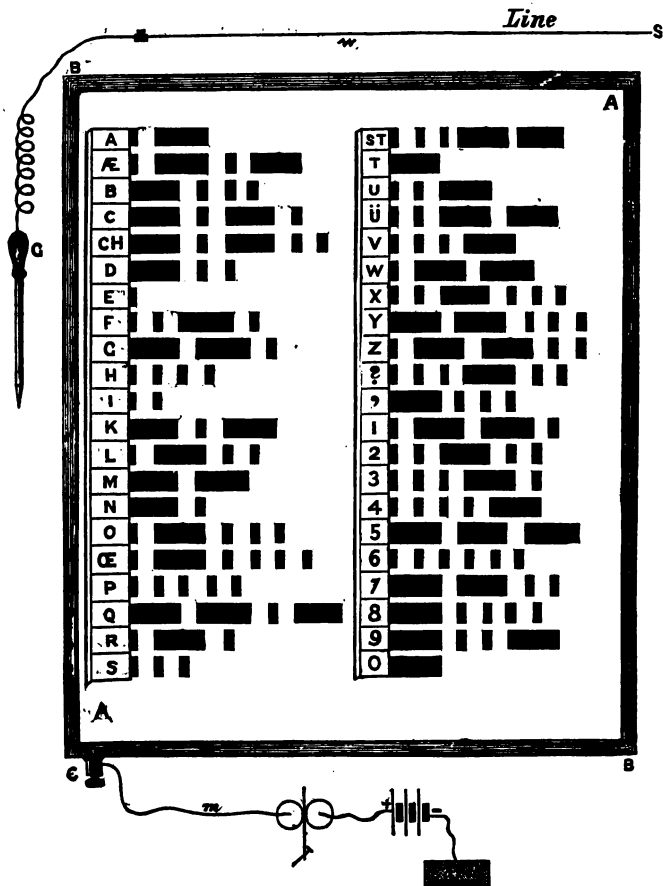 Line
w
S
B
A
A
Æ
B
C
CH
D
E
F
G
H
I
K
L
M
N
O
Œ
P
Q
R
S
ST
T
U
Ü
V
W
X
Y
Z
?
,
1
2
3
4
5
6
7
8
9
0
G
A
C
B
m
+ -